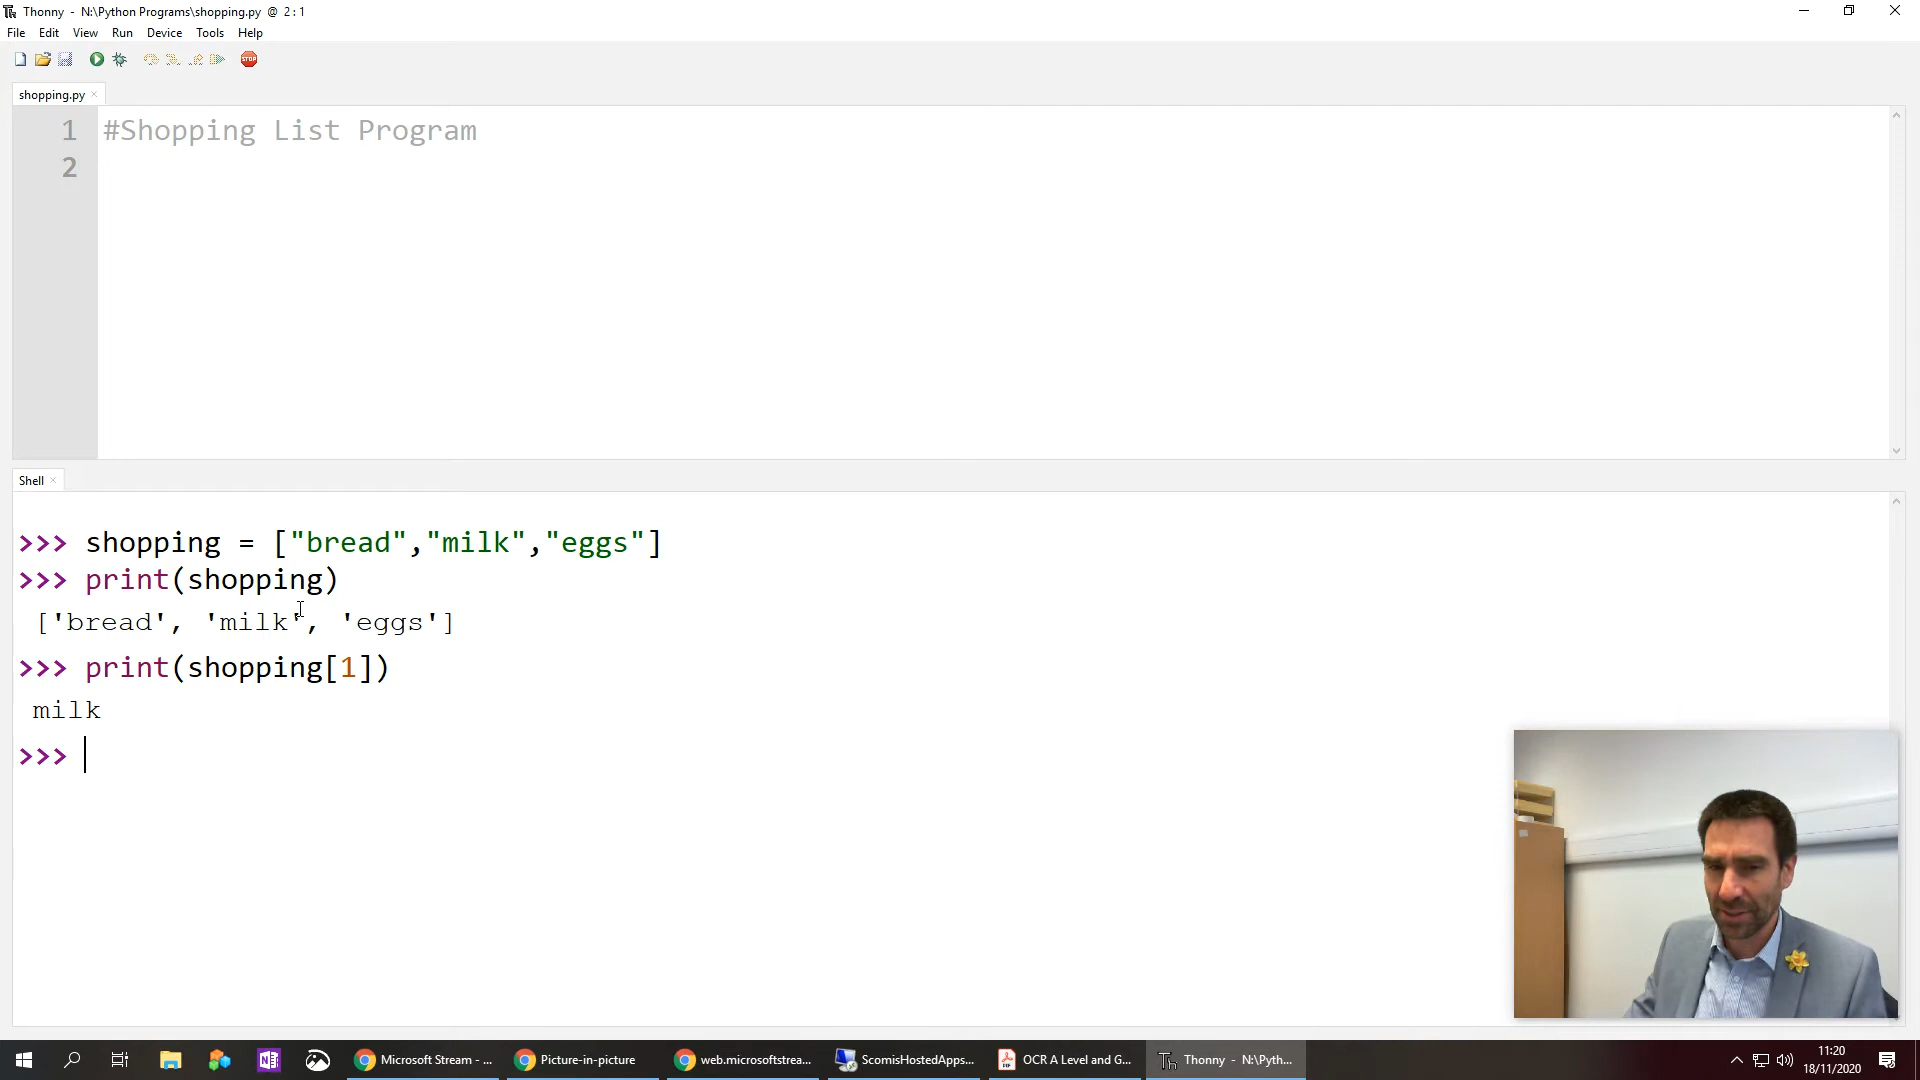 Thonny - N:\Python Programs\shopping.py @ 2:1
File Edit View Run Device Tools Help
STOP
shopping.py ×
1 #Shopping List Program
2
Shell ×
>>> shopping = ["bread","milk","eggs"]
>>> print(shopping)
['bread', 'milk', 'eggs']
>>> print(shopping[1])
milk
>>>
Microsoft Stream - ... Picture-in-picture web.microsoftstrea... ScomisHostedApps... OCR A Level and G... Thonny - N:\Pyth...
11:20
18/11/2020